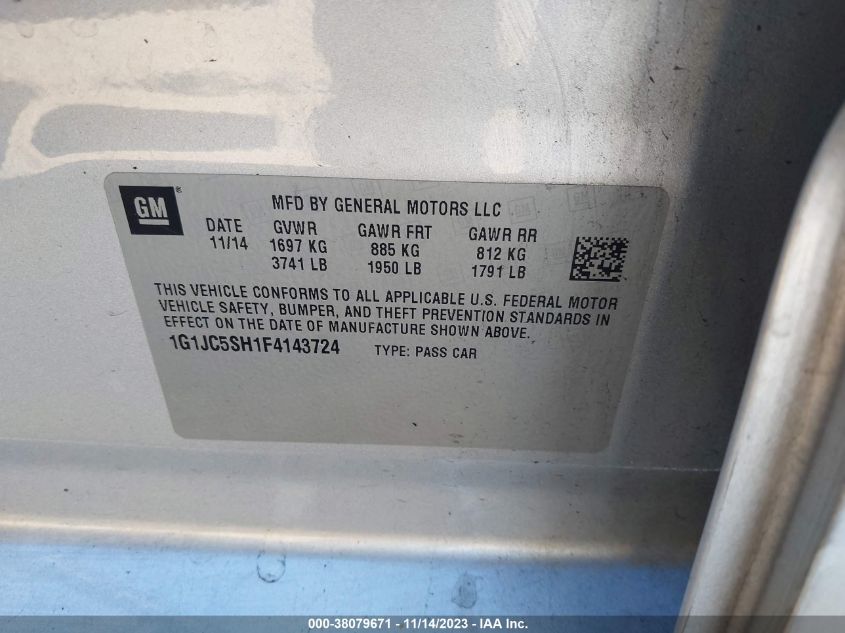 GM ®
MFD BY GENERAL MOTORS LLC
DATE GVWR GAWR FRT GAWR RR
11/14 1697 KG 885 KG 812 KG
3741 LB 1950 LB 1791 LB
THIS VEHICLE CONFORMS TO ALL APPLICABLE U.S. FEDERAL MOTOR
VEHICLE SAFETY, BUMPER, AND THEFT PREVENTION STANDARDS IN
EFFECT ON THE DATE OF MANUFACTURE SHOWN ABOVE.
1G1JC5SH1F4143724 TYPE: PASS CAR
000-38079671 - 11/14/2023 - IAA Inc.